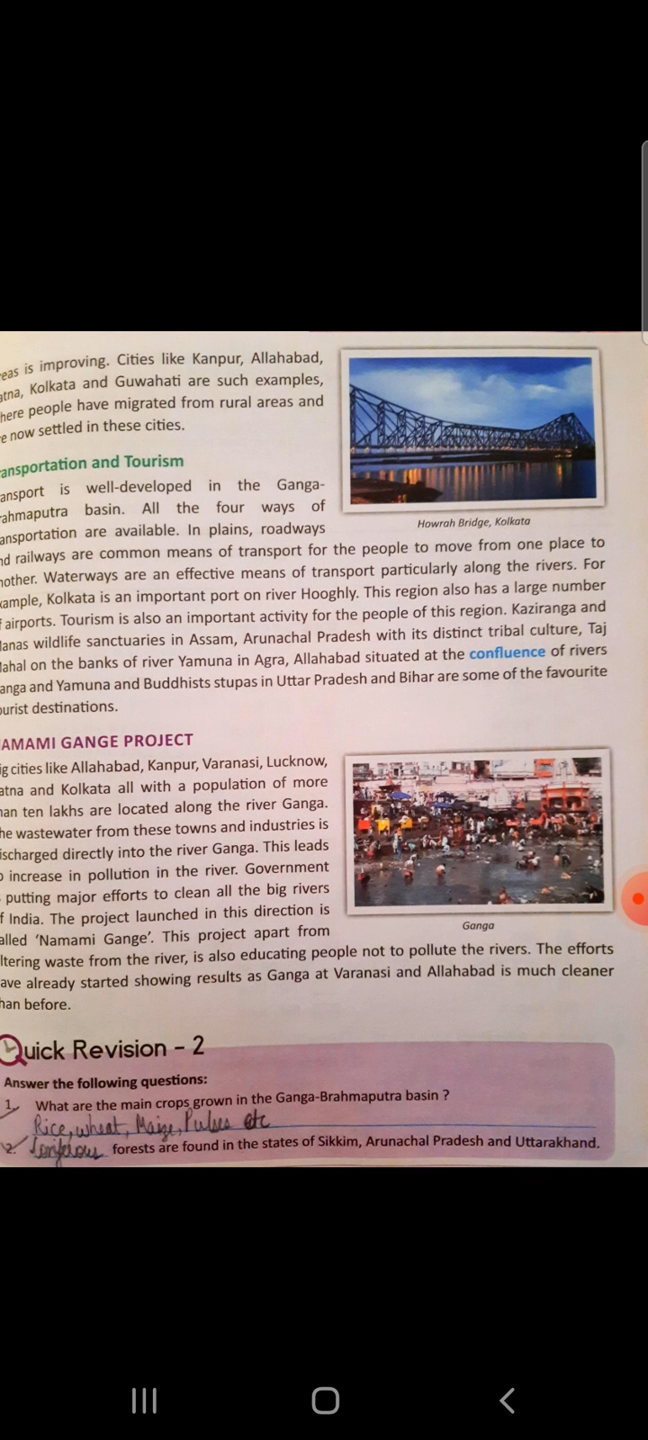 eas is improving. Cities like Kanpur, Allahabad,
atna, Kolkata and Guwahati are such examples,
here people have migrated from rural areas and
e now settled in these cities.
ansportation and Tourism
ansport is well-developed in the Ganga-
ahmaputra basin. All the four ways of
ansportation are available. In plains, roadways
Howrah Bridge, Kolkata
nd railways are common means of transport for the people to move from one place to
nother. Waterways are an effective means of transport particularly along the rivers. For
xample, Kolkata is an important port on river Hooghly. This region also has a large number
f airports. Tourism is also an important activity for the people of this region. Kaziranga and
lanas wildlife sanctuaries in Assam, Arunachal Pradesh with its distinct tribal culture, Taj
lahal on the banks of river Yamuna in Agra, Allahabad situated at the confluence of rivers
anga and Yamuna and Buddhists stupas in Uttar Pradesh and Bihar are some of the favourite
ourist destinations.
AMAMI GANGE PROJECT
ig cities like Allahabad, Kanpur, Varanasi, Lucknow,
atna and Kolkata all with a population of more
han ten lakhs are located along the river Ganga.
he wastewater from these towns and industries is
ischarged directly into the river Ganga. This leads
o increase in pollution in the river. Government
putting major efforts to clean all the big rivers
f India. The project launched in this direction is
alled 'Namami Gange'. This project apart from
Ganga
ltering waste from the river, is also educating people not to pollute the rivers. The efforts
ave already started showing results as Ganga at Varanasi and Allahabad is much cleaner
han before.
Quick Revision - 2
Answer the following questions:
1. What are the main crops grown in the Ganga-Brahmaputra basin ?
Rice, wheat, Maize, Pulses etc
2. Coniferous forests are found in the states of Sikkim, Arunachal Pradesh and Uttarakhand.